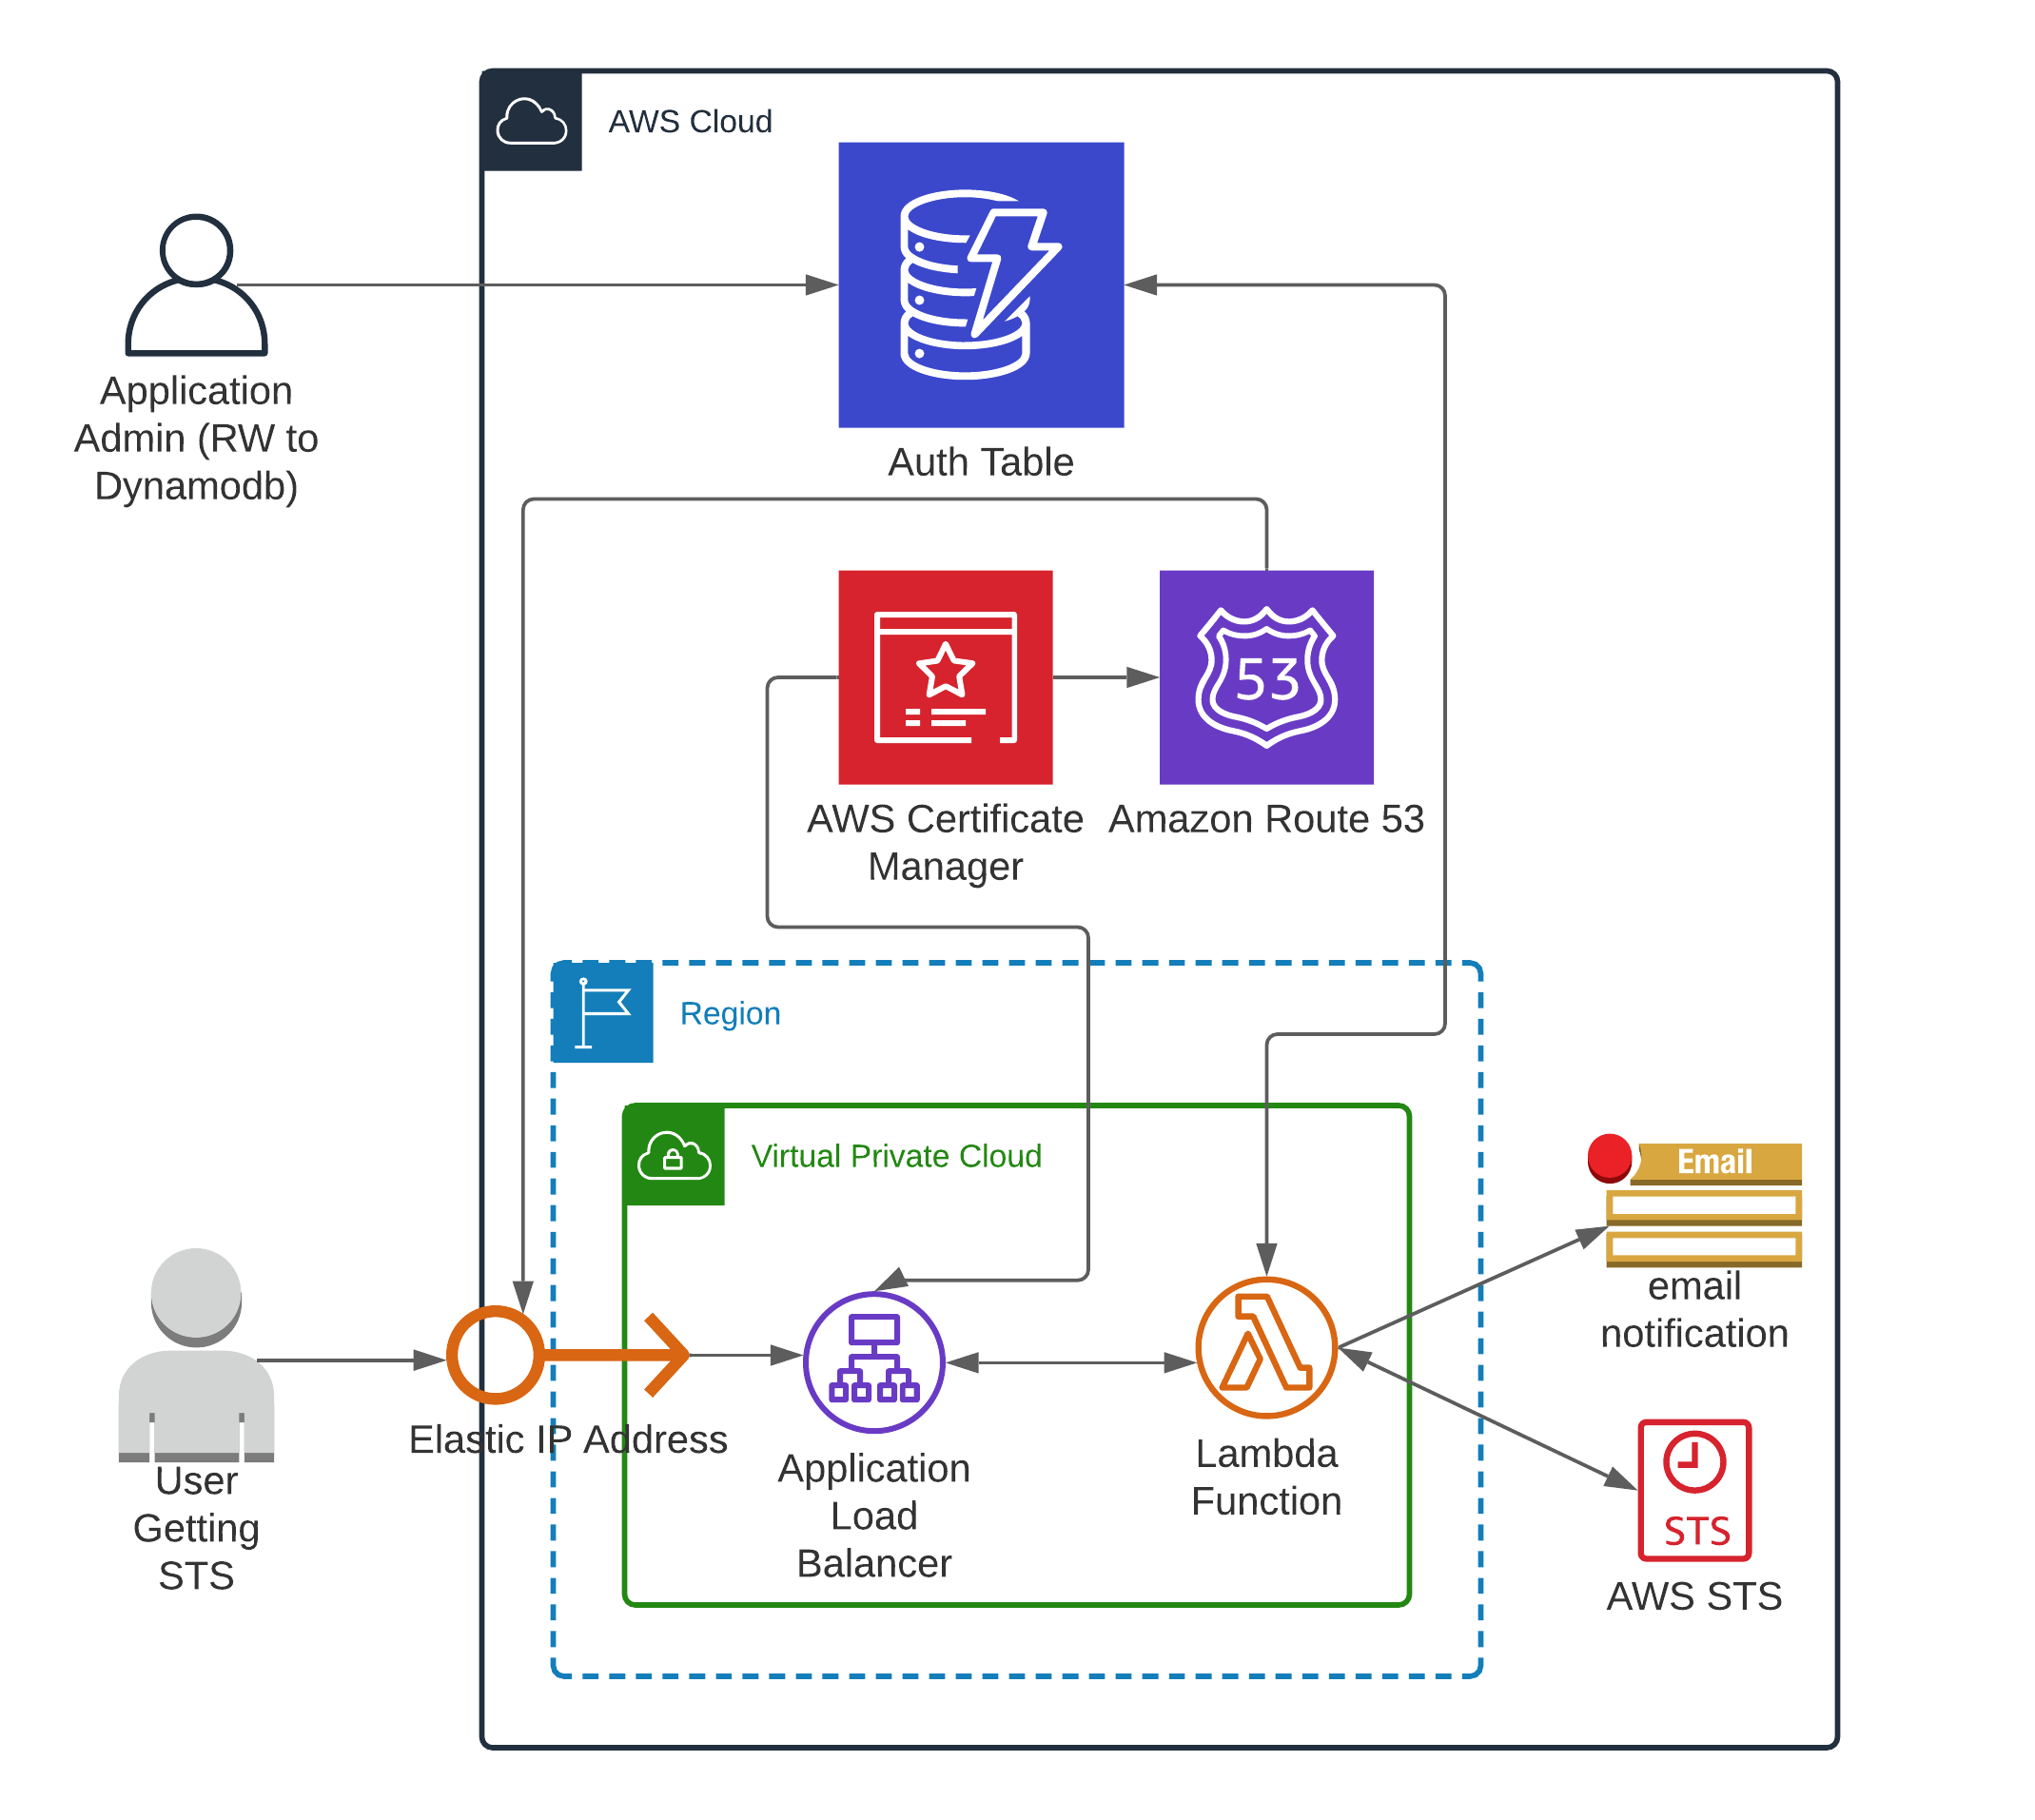 AWS Cloud
Application
Admin (RW to
Dynamodb)
Auth Table
53
AWS Certificate
Manager
Amazon Route 53
Region
Virtual Private Cloud
Email
email
notification
Elastic IP Address
User
Getting
STS
Application
Load
Balancer
Lambda
Function
STS
AWS STS